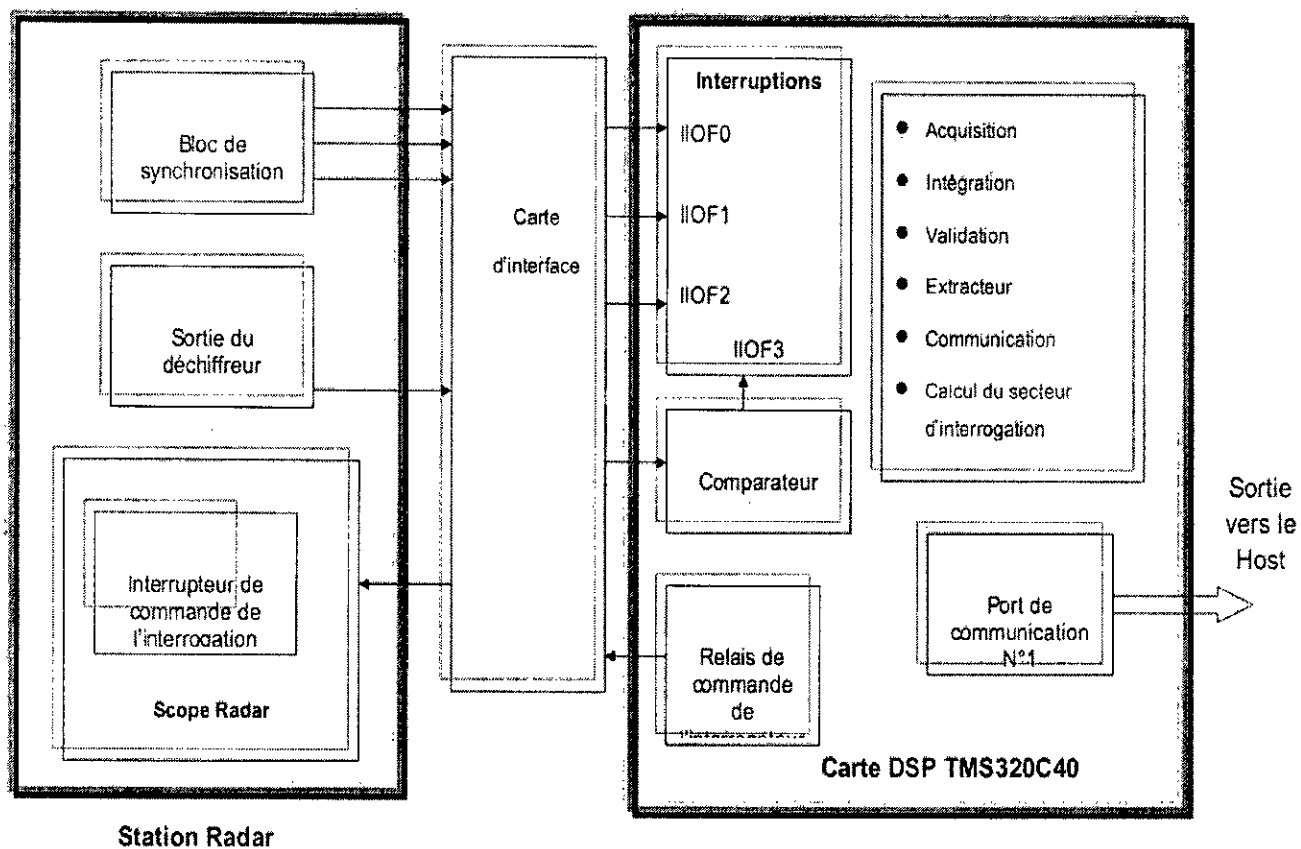 Bloc de
synchronisation
Sortie du
déchiffreur
Interrupteur de
commande de
l'interrogation
Scope Radar
Station Radar
Carte
d'interface
Interruptions
IIOF0
IIOF1
IIOF2
IIOF3
Comparateur
Relais de
commande
de
Acquisition
Intégration
Validation
Extracteur
Communication
Calcul du secteur
d'interrogation
Port de
communication
N°1
Carte DSP TMS320C40
Sortie
vers le
Host